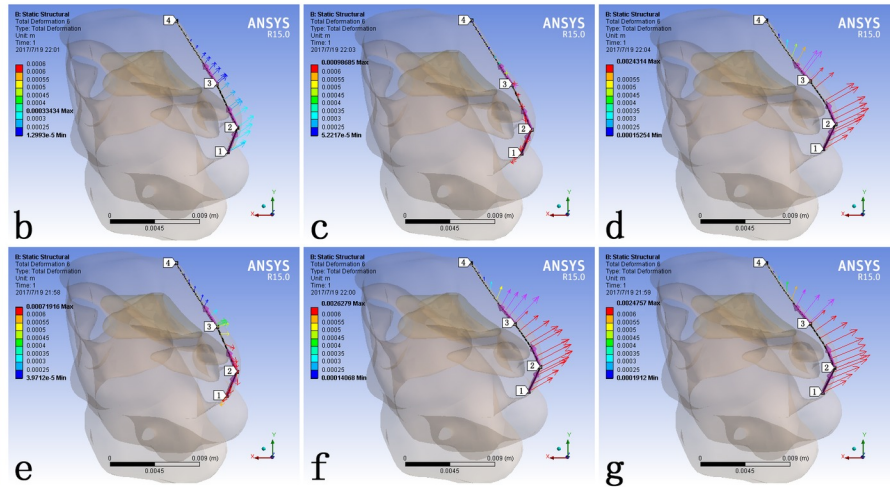 B: Static Structural
Total Deformation 6
Type: Total Deformation
Unit: m
Time: 1
2017/7/19 22:01
0.0006
0.00055
0.0005
0.00045
0.0004
0.00033434 Max
0.0003
0.00025
1.2993e-5 Min
ANSYS
R15.0
4
3
2
1
0.009 (m)
0.0045
Y
X
b
B: Static Structural
Total Deformation 6
Type: Total Deformation
Unit: m
Time: 1
2017/7/19 22:03
0.00098605 Max
0.0006
0.00055
0.0005
0.00045
0.0004
0.00035
0.0003
0.00025
5.2217e-5 Min
ANSYS
R15.0
4
3
2
1
0.009 (m)
0.0045
Y
X
c
B: Static Structural
Total Deformation 6
Type: Total Deformation
Unit: m
Time: 1
2017/7/19 22:04
0.0024314 Max
0.0006
0.00055
0.0005
0.00045
0.0004
0.00035
0.0003
0.00025
0.00015254 Min
ANSYS
R15.0
4
3
2
1
0.009 (m)
0.0045
Y
X
d
B: Static Structural
Total Deformation 6
Type: Total Deformation
Unit: m
Time: 1
2017/7/19 21:58
0.00071916 Max
0.0006
0.00055
0.0005
0.00045
0.0004
0.00035
0.0003
0.00025
3.9712e-5 Min
ANSYS
R15.0
4
3
2
1
0.009 (m)
0.0045
Y
X
e
B: Static Structural
Total Deformation 6
Type: Total Deformation
Unit: m
Time: 1
2017/7/19 22:00
0.0026279 Max
0.0006
0.00055
0.0005
0.00045
0.0004
0.00035
0.0003
0.00025
0.00014068 Min
ANSYS
R15.0
4
3
2
1
0.009 (m)
0.0045
Y
X
f
B: Static Structural
Total Deformation 6
Type: Total Deformation
Unit: m
Time: 1
2017/7/19 21:59
0.0024757 Max
0.0006
0.00055
0.0005
0.00045
0.0004
0.00035
0.0003
0.00025
0.0001912 Min
ANSYS
R15.0
4
3
2
1
0.009 (m)
0.0045
Y
X
g